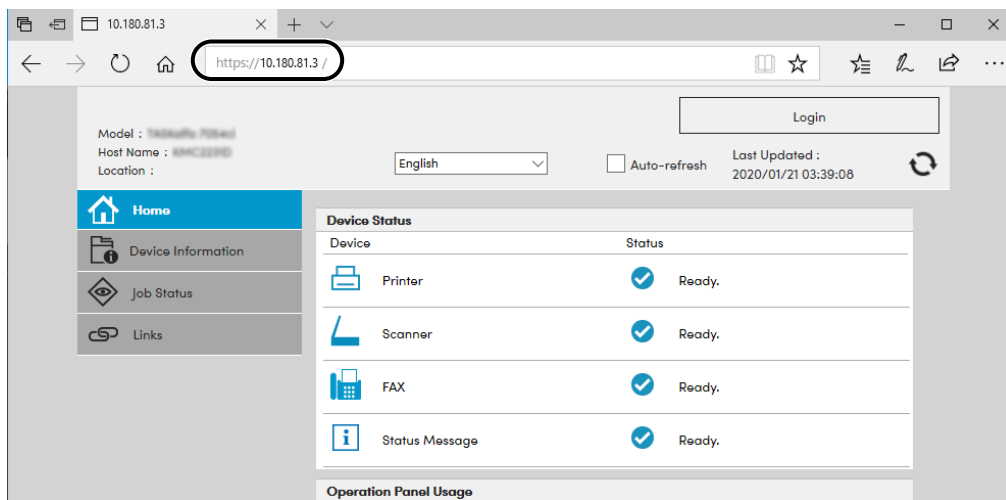 10.180.81.3
https://10.180.81.3 /
Login
Model :
Host Name :
Location :
English
Auto-refresh
Last Updated :
2020/01/21 03:39:08
Home
Device Information
Job Status
Links
Device Status
Device Status
Printer Ready.
Scanner Ready.
FAX Ready.
Status Message Ready.
Operation Panel Usage